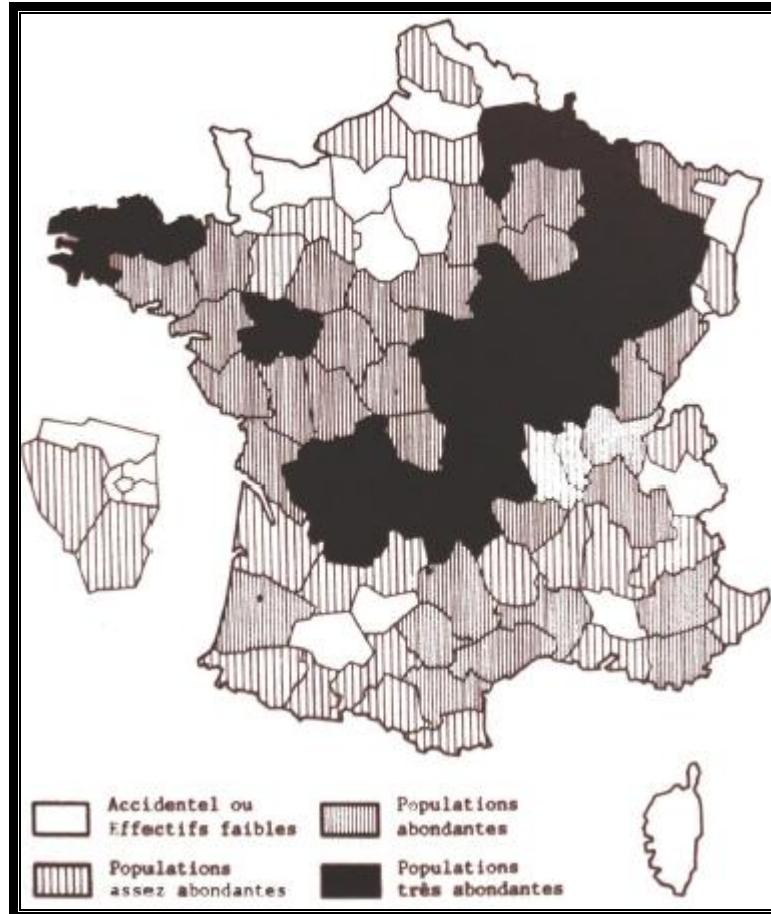 Accidentel ou
Effectifs faibles
Populations
assez abondantes
Populations
abondantes
Populations
très abondantes